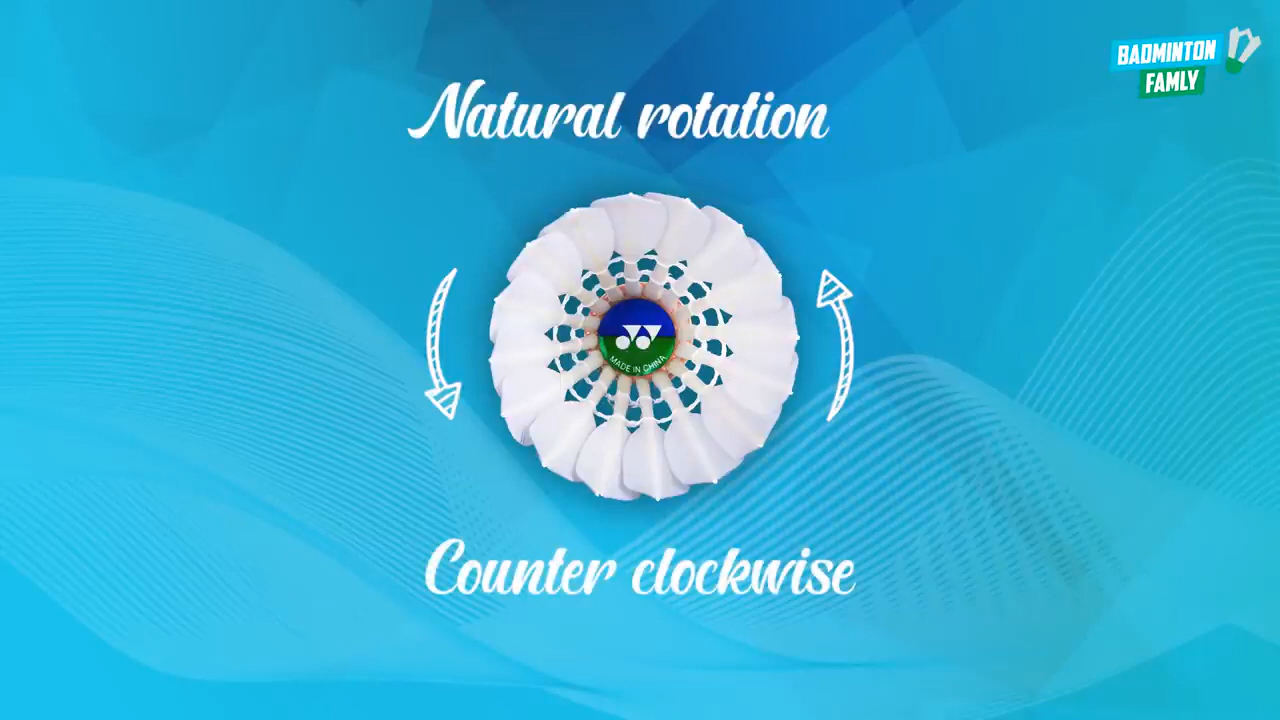 BADMINTON
FAMLY
Natural rotation
MADE IN CHINA
Counter clockwise